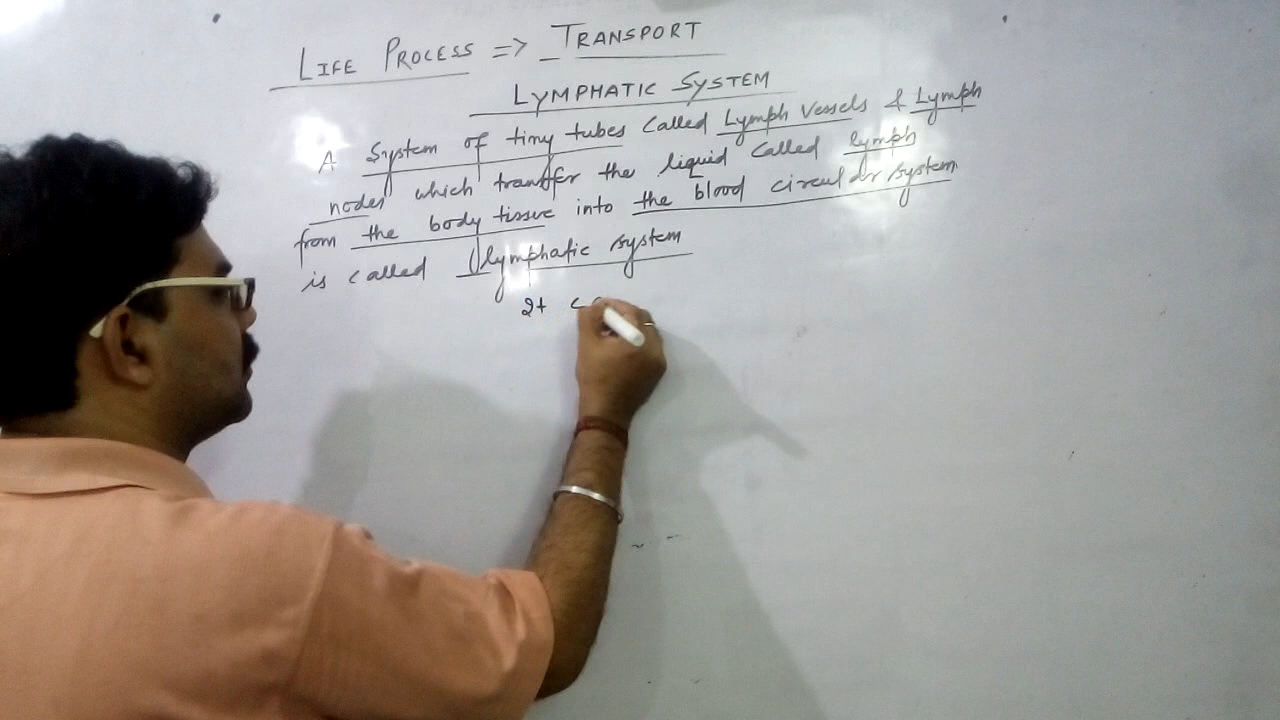 LIFE PROCESS => TRANSPORT
LYMPHATIC SYSTEM
A System of tiny tubes called Lymph vessels & Lymph
nodes which transfer the liquid called lymph
from the body tissue into the blood circular system
is called lymphatic system
It co